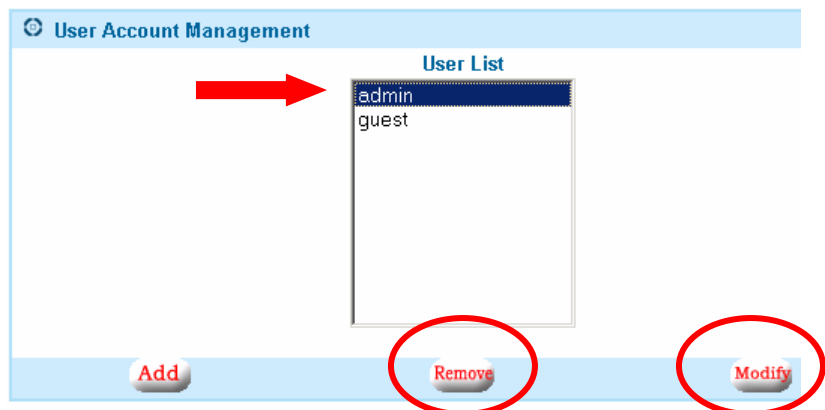 User Account Management
User List
admin
guest
Add Remove Modify